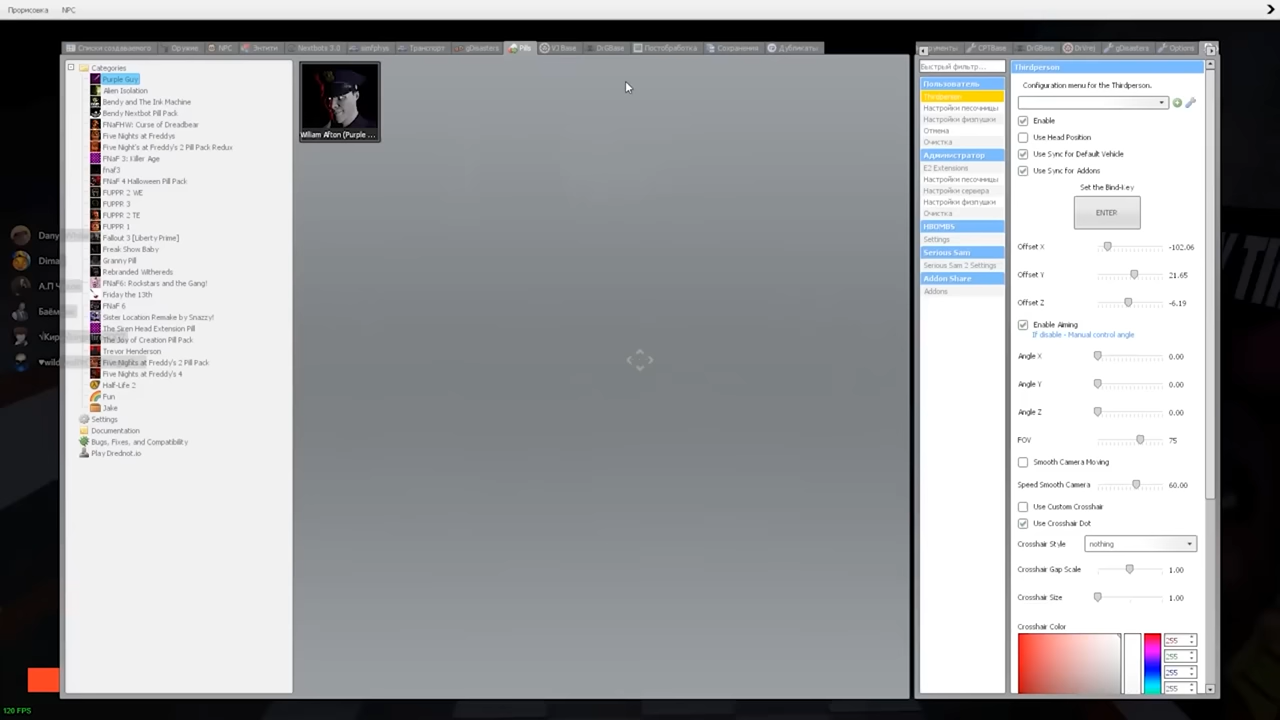 Прорисовка NPC
Списки создаваемого Оружие NPC Энтити Nextbots 3.0 simfphys Транспорт gDisasters Pills VJ Base DrGBase Постобработка Сохранения Дубликаты
Categories
Purple Guy
Alien Isolation
Bendy and The Ink Machine
Bendy Nextbot Pill Pack
FNaFHW: Curse of Dreadbear
Five Nights at Freddys
Five Night's at Freddy's 2 Pill Pack Redux
FNaF 3: Killer Age
fnaf3
FNaF 4 Halloween Pill Pack
FUPPR 2 WE
FUPPR 3
FUPPR 2 TE
FUPPR 1
Fallout 3 [Liberty Prime]
Freak Show Baby
Granny Pill
Rebranded Withereds
FNaF6: Rockstars and the Gang!
Friday the 13th
FNaF 6
Sister Location Remake by Snazzy!
The Siren Head Extension Pill
The Joy of Creation Pill Pack
Trevor Henderson
Five Nights at Freddy's 2 Pill Pack
Five Nights at Freddys 4
Half-Life 2
Fun
Jake
Settings
Documentation
Bugs, Fixes, and Compatibility
Play Drednot.io
Dany
Dima
А.П Ч
Баём
√Кир
♥wild
120 FPS
William Afton (Purple ...
рументы CPTBase DrGBase D/v/re) gDisasters Options
Быстрый фильтр...
Пользователь
Thirdperson
Настройки песочницы
Настройки физпушки
Отмена
Очистка
Администратор
E2 Extensions
Настройки песочницы
Настройки сервера
Настройки физпушки
Очистка
HBOMBS
Settings
Serious Sam
Serious Sam 2 Settings
Addon Share
Addons
Thirdperson
Configuration menu for the Thirdperson.
Enable
Use Head Position
Use Sync for Default Vehicle
Use Sync for Addons
Set the Bind-key
ENTER
Offset X -102.06
Offset Y 21.65
Offset Z -6.19
Enable Aiming
If disable - Manual control angle
Angle X 0.00
Angle Y 0.00
Angle Z 0.00
FOV 75
Smooth Camera Moving
Speed Smooth Camera 60.00
Use Custom Crosshair
Use Crosshair Dot
Crosshair Style nothing
Crosshair Gap Scale 1.00
Crosshair Size 1.00
Crosshair Color
255
255
255
255